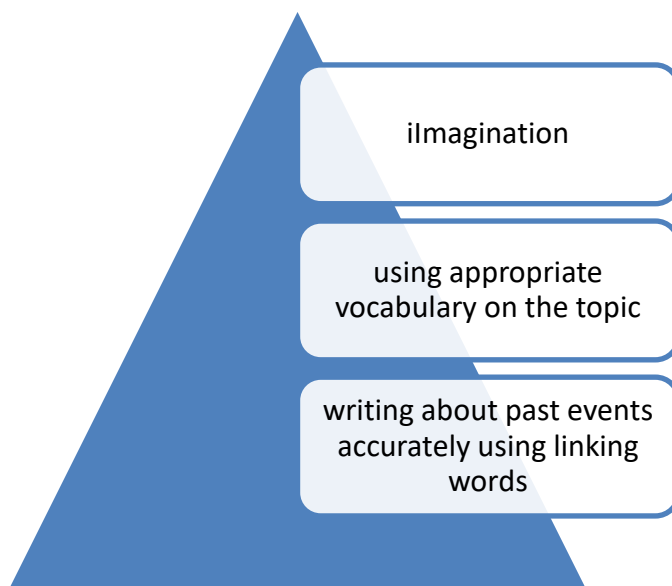 iImagination
using appropriate
vocabulary on the topic
writing about past events
accurately using linking
words